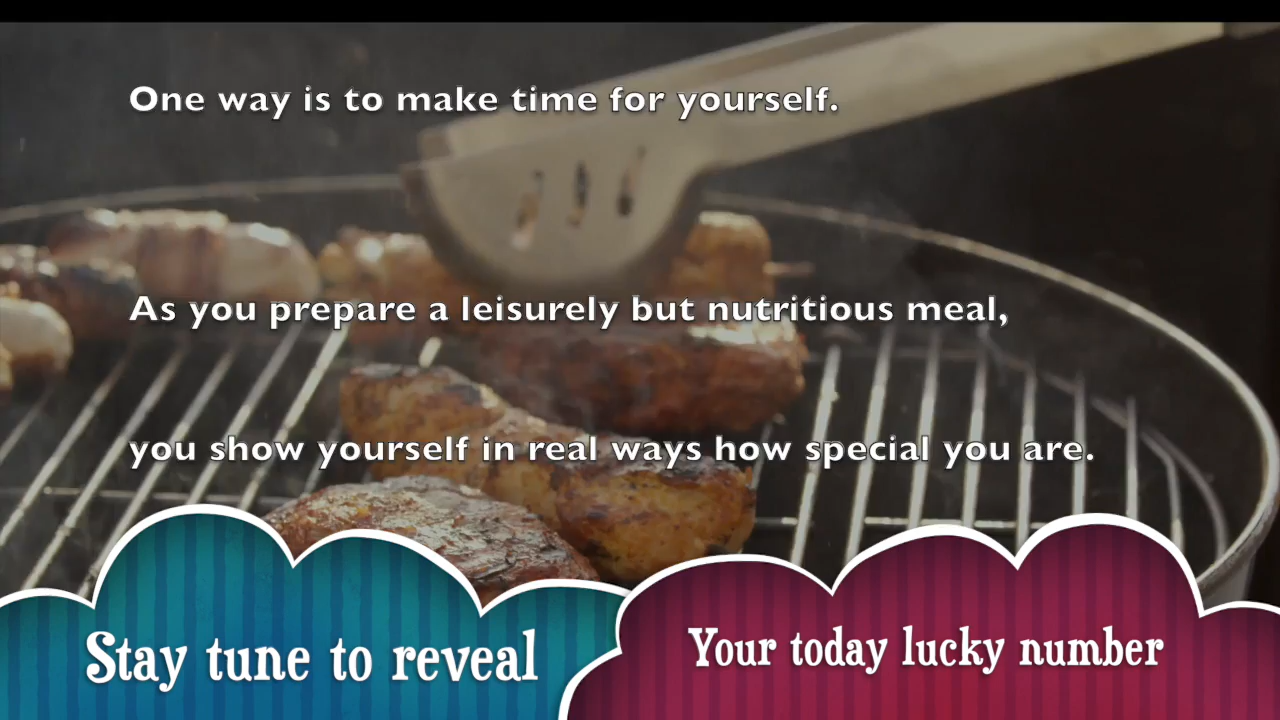 One way is to make time for yourself.
As you prepare a leisurely but nutritious meal,
you show yourself in real ways how special you are.
Stay tune to reveal
Your today lucky number